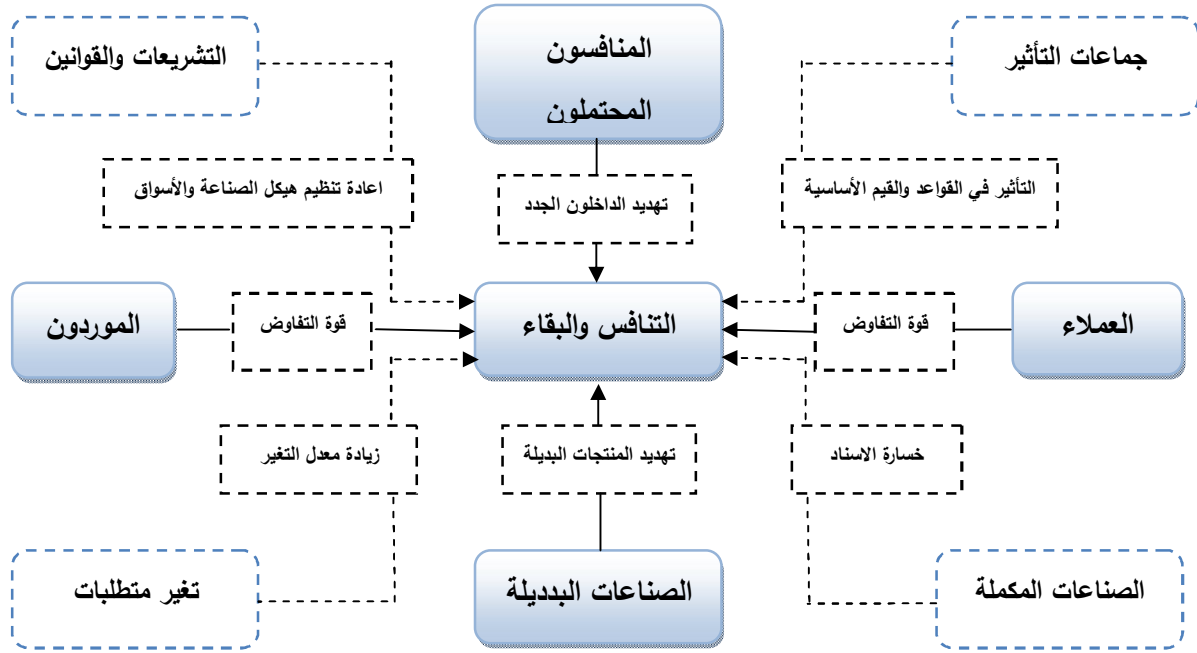 جماعات التأثير
المنافسون
المحتملون
التشريعات والقوانين
التأثير في القواعد والقيم الأساسية
تهديد الداخلون الجدد
اعادة تنظيم هيكل الصناعة والأسواق
العملاء
قوة التفاوض
التنافس والبقاء
قوة التفاوض
الموردون
خسارة الاسناد
تهديد المنتجات البديلة
زيادة معدل التغير
الصناعات المكملة
الصناعات البدديلة
تغير متطلبات